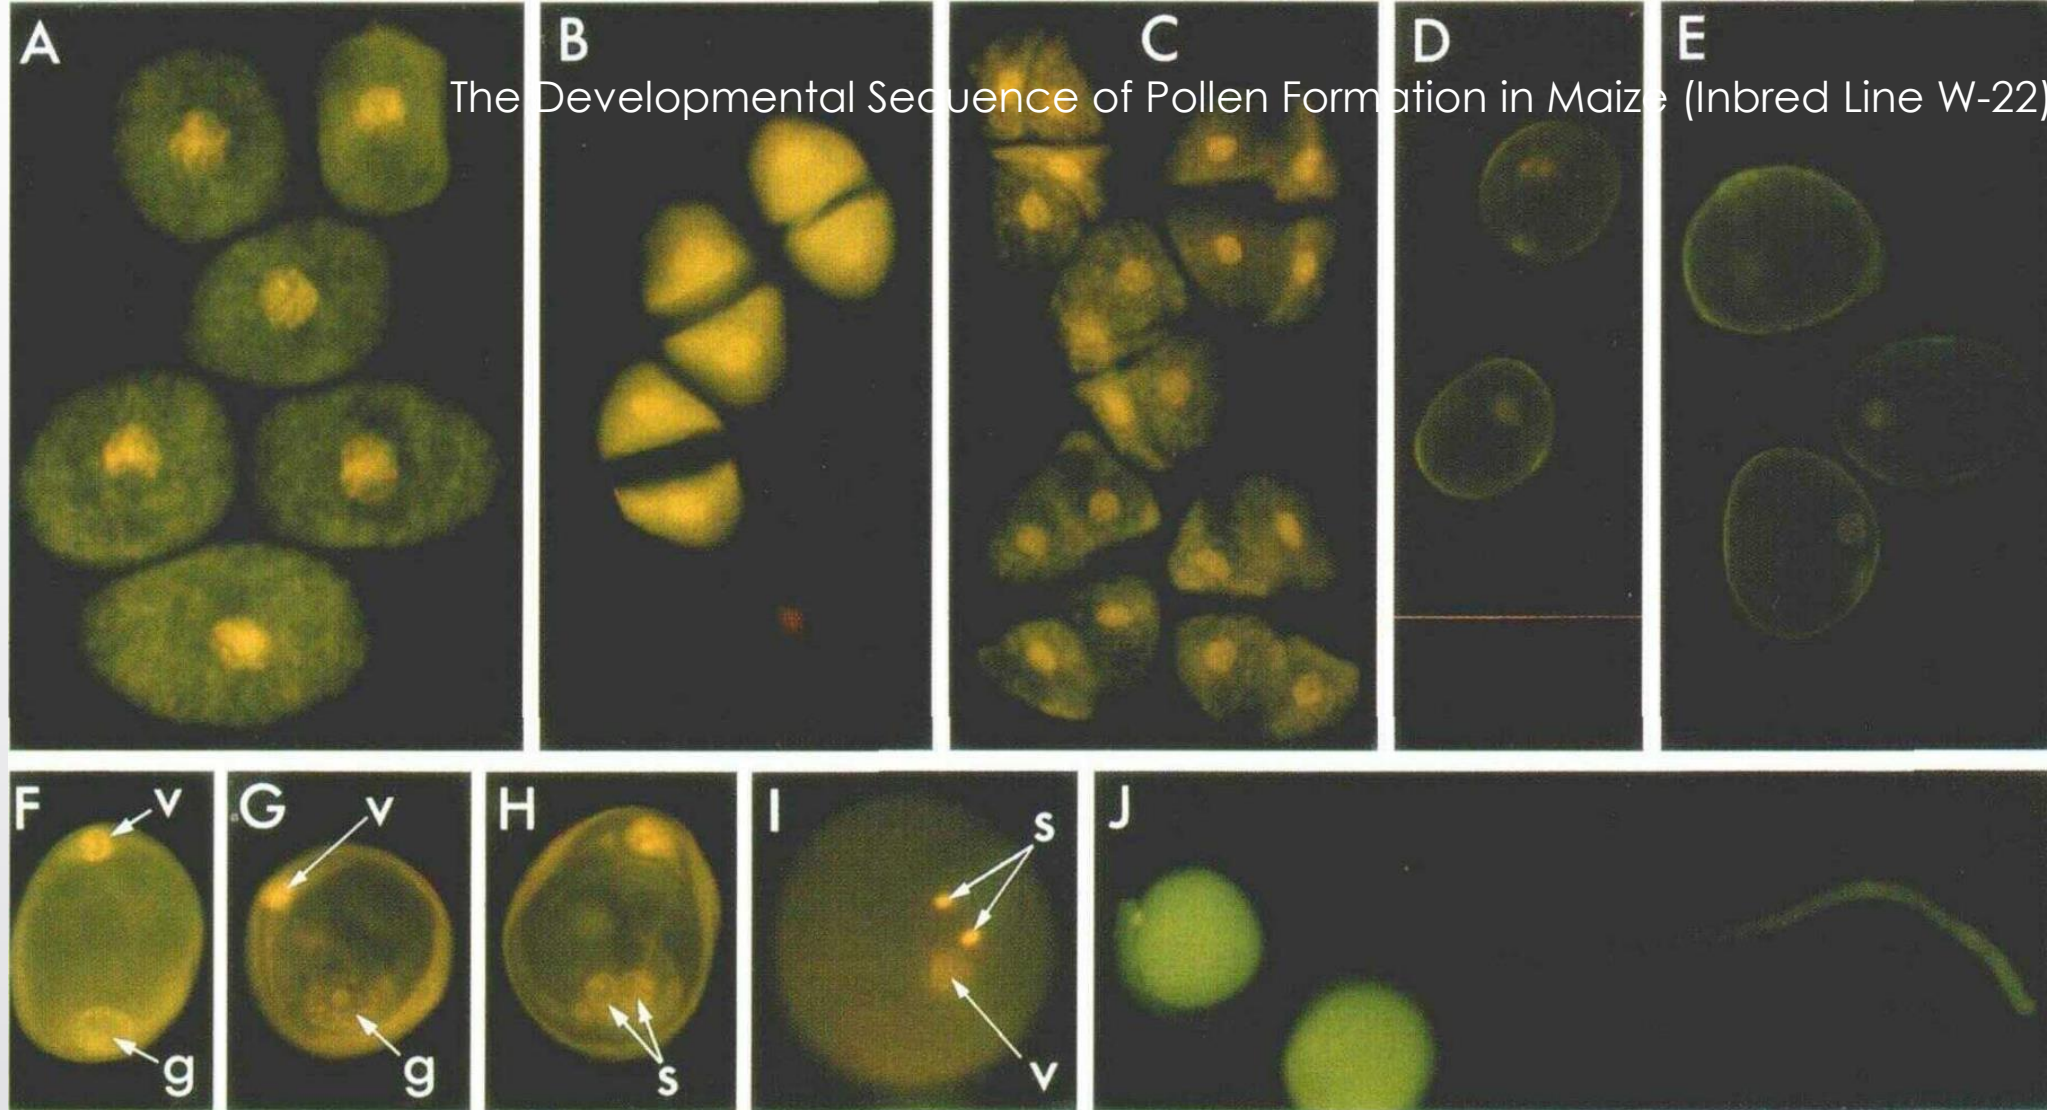 A
B
C
D
E
The Developmental Sequence of Pollen Formation in Maize (Inbred Line W-22)
F
v
g
G
v
g
H
s
I
s
v
J